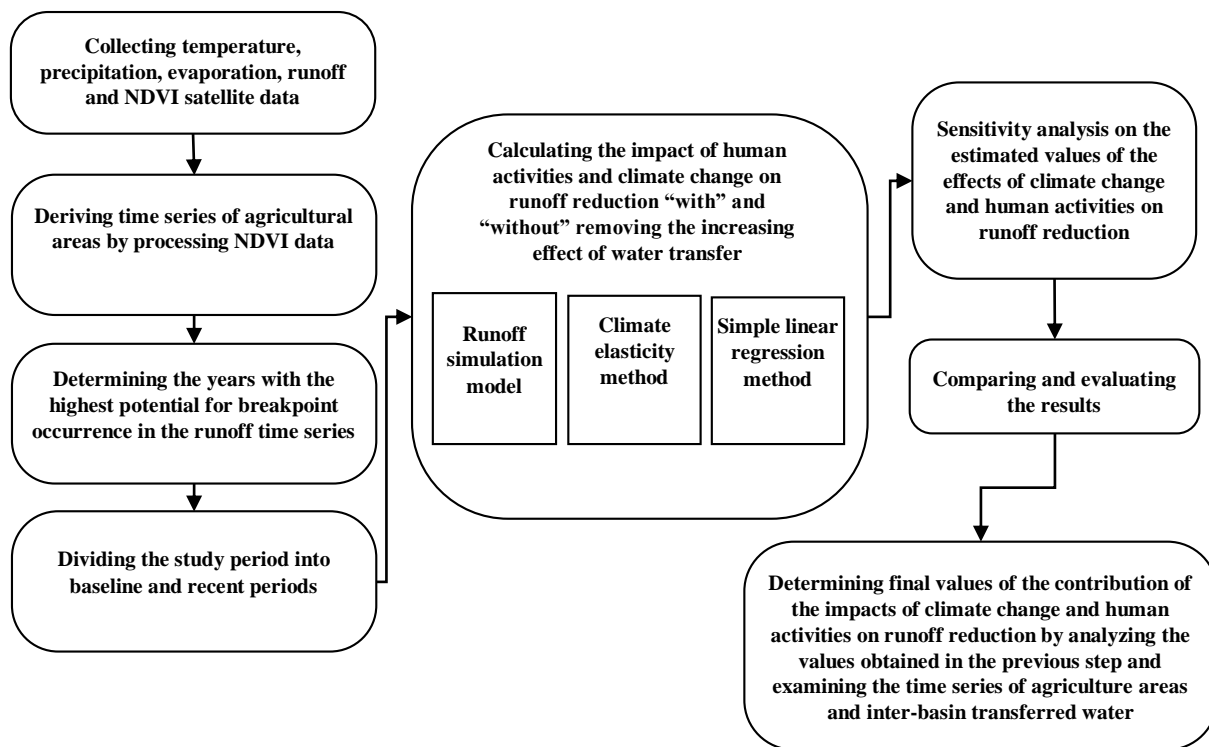 Collecting temperature,
precipitation, evaporation, runoff
and NDVI satellite data
Deriving time series of agricultural
areas by processing NDVI data
Determining the years with the
highest potential for breakpoint
occurrence in the runoff time series
Dividing the study period into
baseline and recent periods
Calculating the impact of human
activities and climate change on
runoff reduction “with” and
“without” removing the increasing
effect of water transfer
Runoff
simulation
model
Climate
elasticity
method
Simple linear
regression
method
Sensitivity analysis on the
estimated values of the
effects of climate change
and human activities on
runoff reduction
Comparing and evaluating
the results
Determining final values of the contribution of
the impacts of climate change and human
activities on runoff reduction by analyzing the
values obtained in the previous step and
examining the time series of agriculture areas
and inter-basin transferred water